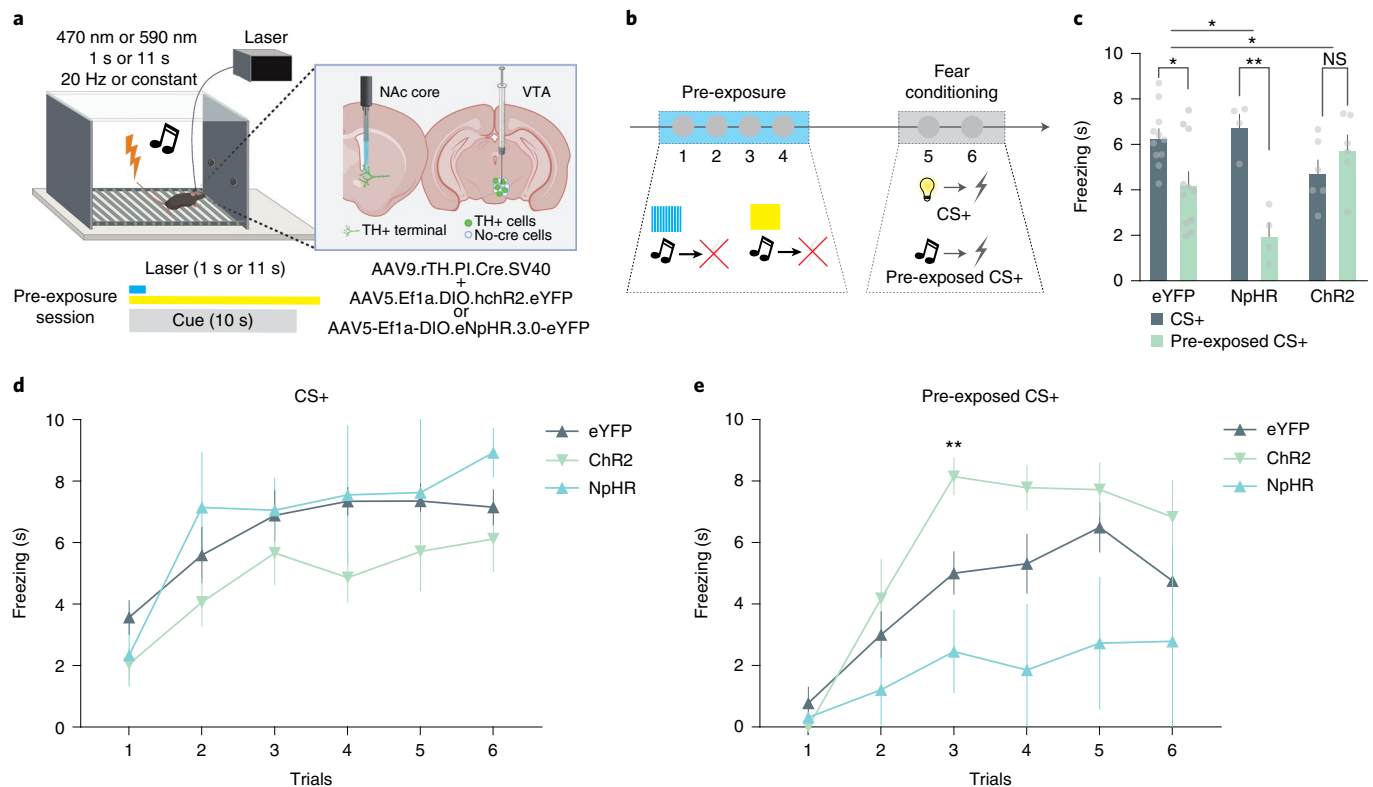 a
470 nm or 590 nm
1 s or 11 s
20 Hz or constant
Laser
NAc core
VTA
TH+ terminal
TH+ cells
No-cre cells
Laser (1 s or 11 s)
Pre-exposure
session
Cue (10 s)
AAV9.rTH.PI.Cre.SV40
+
AAV5.Ef1a.DIO.hchR2.eYFP
or
AAV5-Ef1a-DIO.eNpHR.3.0-eYFP
b
Pre-exposure
Fear
conditioning
1 2 3 4 5 6
CS+
Pre-exposed CS+
c
*
*
* ** NS
10
8
6
4
2
0
Freezing (s)
eYFP NpHR ChR2
CS+
Pre-exposed CS+
d
CS+
10
8
6
4
2
0
Freezing (s)
1 2 3 4 5 6
Trials
eYFP
ChR2
NpHR
e
Pre-exposed CS+
**
10
8
6
4
2
0
Freezing (s)
1 2 3 4 5 6
Trials
eYFP
ChR2
NpHR